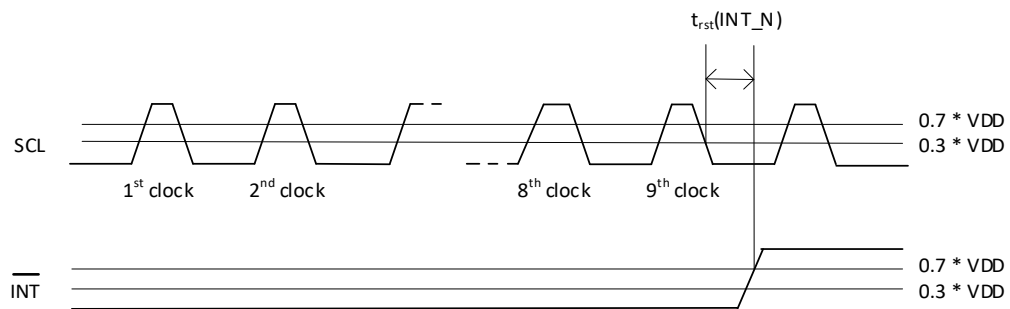 t_rst(INT_N)
0.7 * VDD
SCL
0.3 * VDD
1st clock 2nd clock 8th clock 9th clock
0.7 * VDD
INT
0.3 * VDD